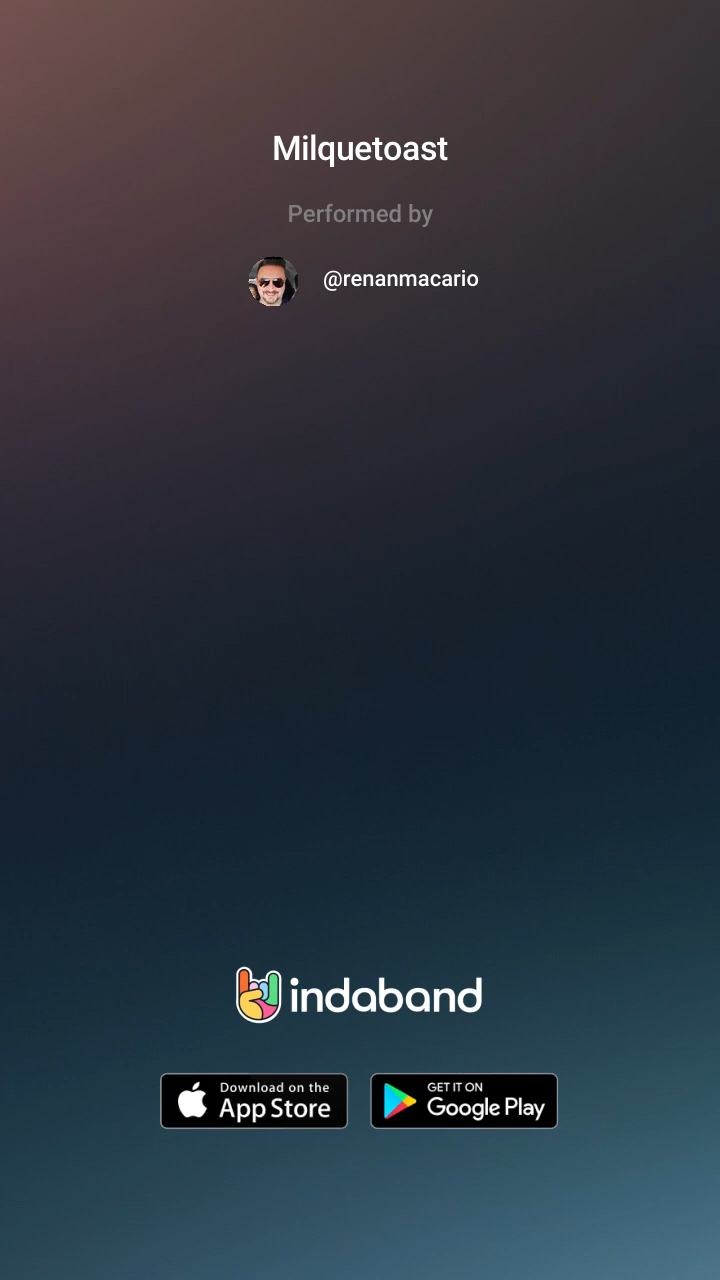 Milquetoast
Performed by
@renanmacario
indaband
Download on the
App Store
GET IT ON
Google Play